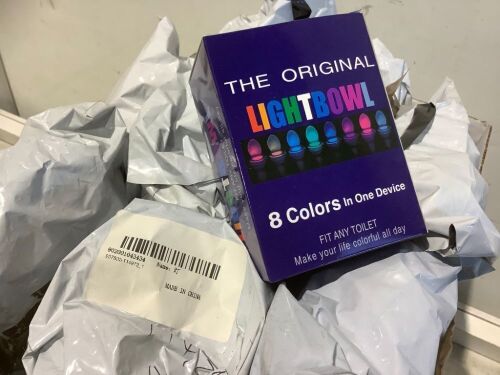 THE ORIGINAL
LIGHTBOWL
8 Colors In One Device
FIT ANY TOILET
Make your life colorful all day
MADE IN CHINA